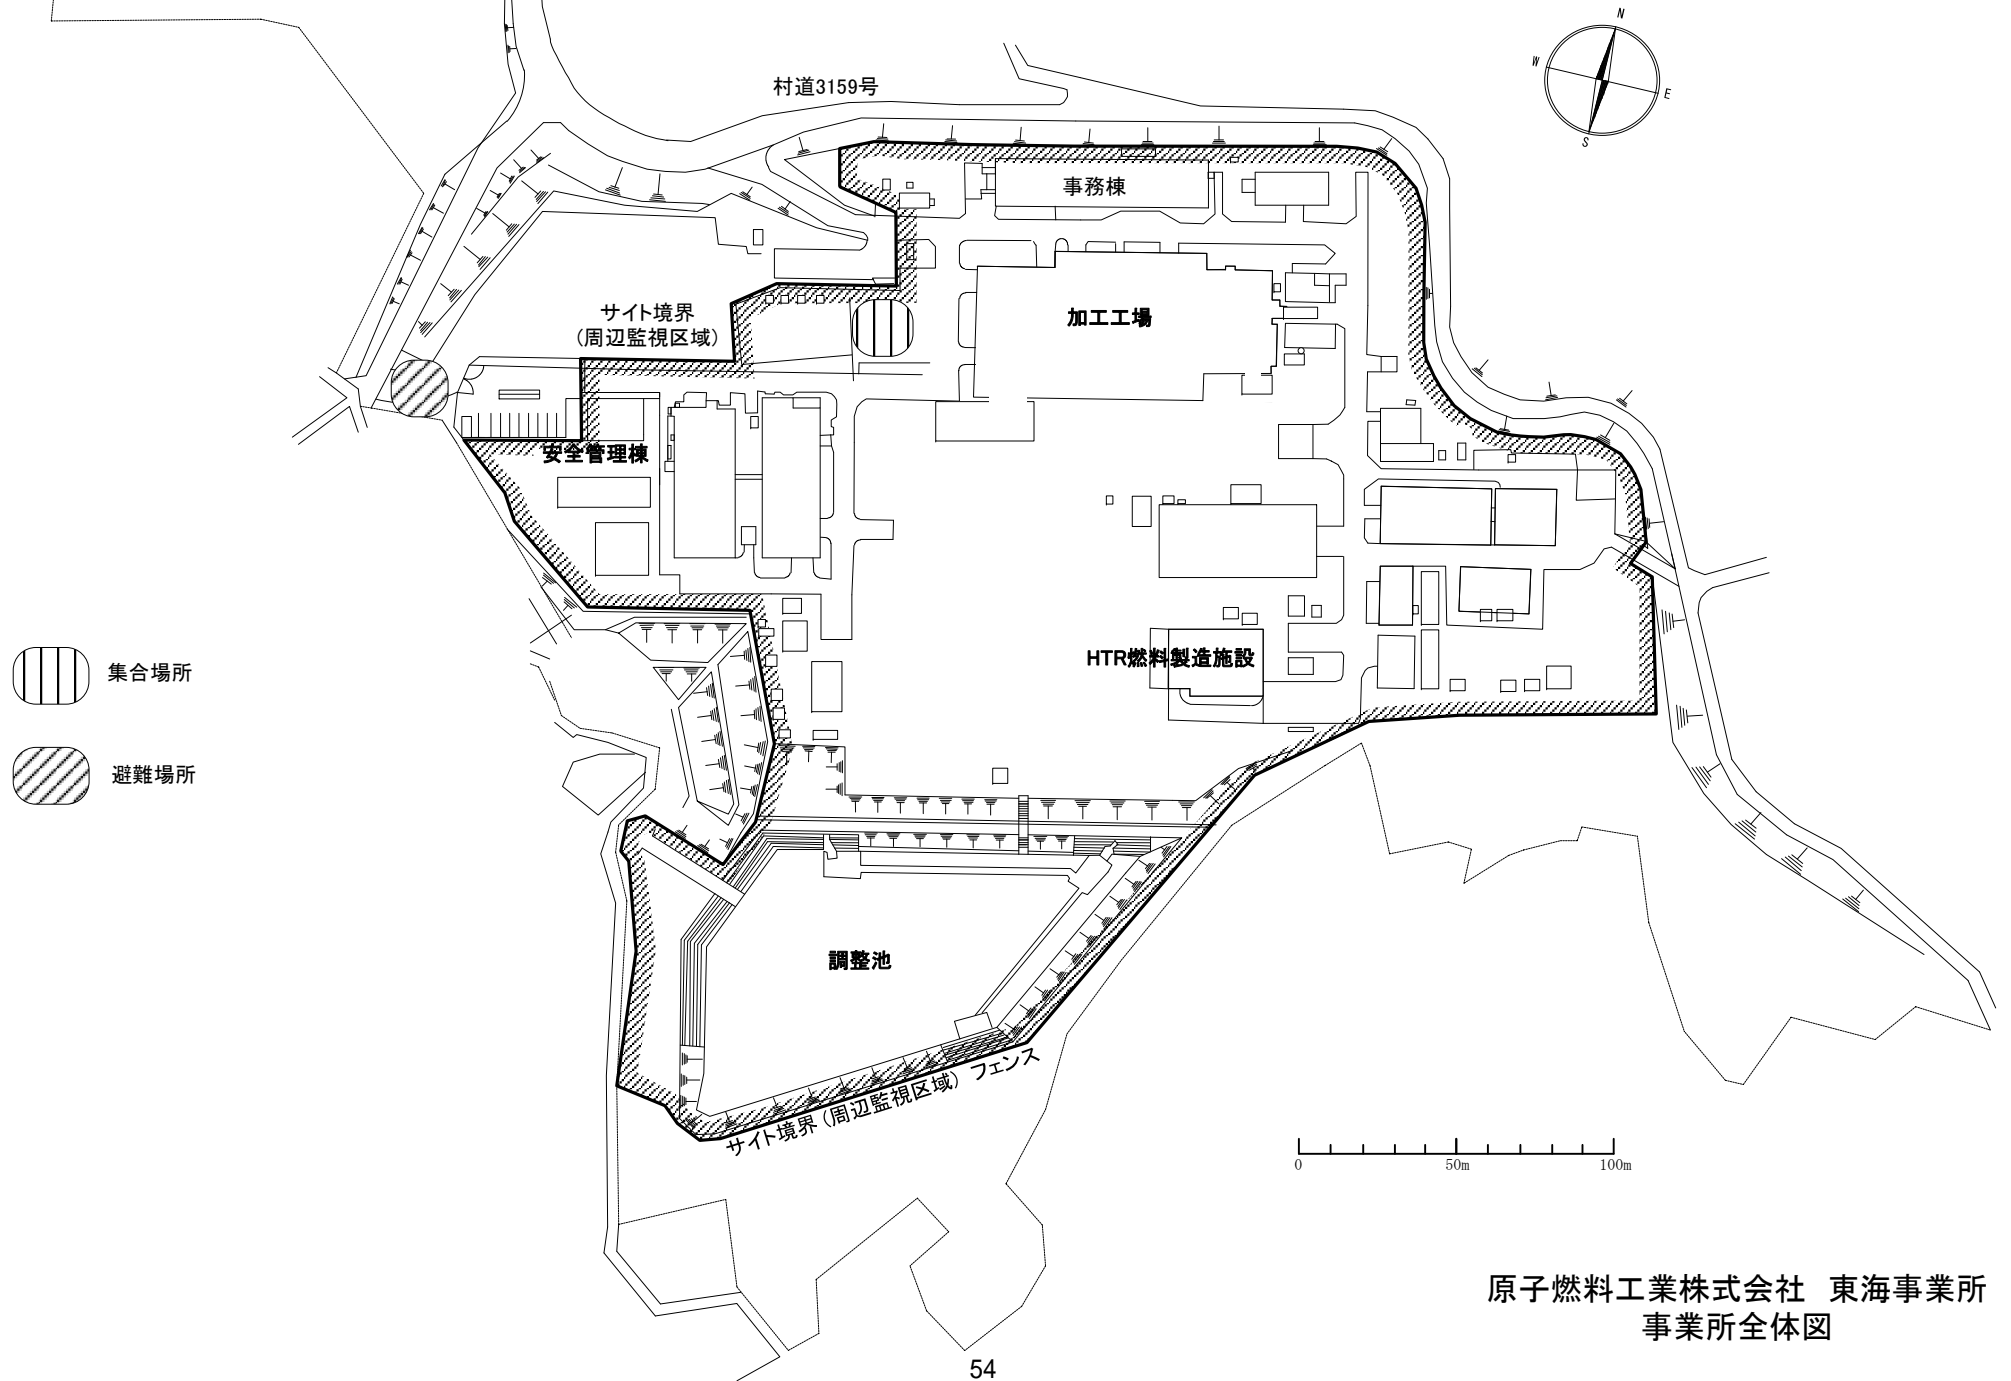 N
W
E
S
村道3159号
事務棟
サイト境界
(周辺監視区域)
加工工場
安全管理棟
HTR燃料製造施設
集合場所
避難場所
調整池
サイト境界(周辺監視区域)フェンス
0 50m 100m
原子燃料工業株式会社 東海事業所
事業所全体図
54